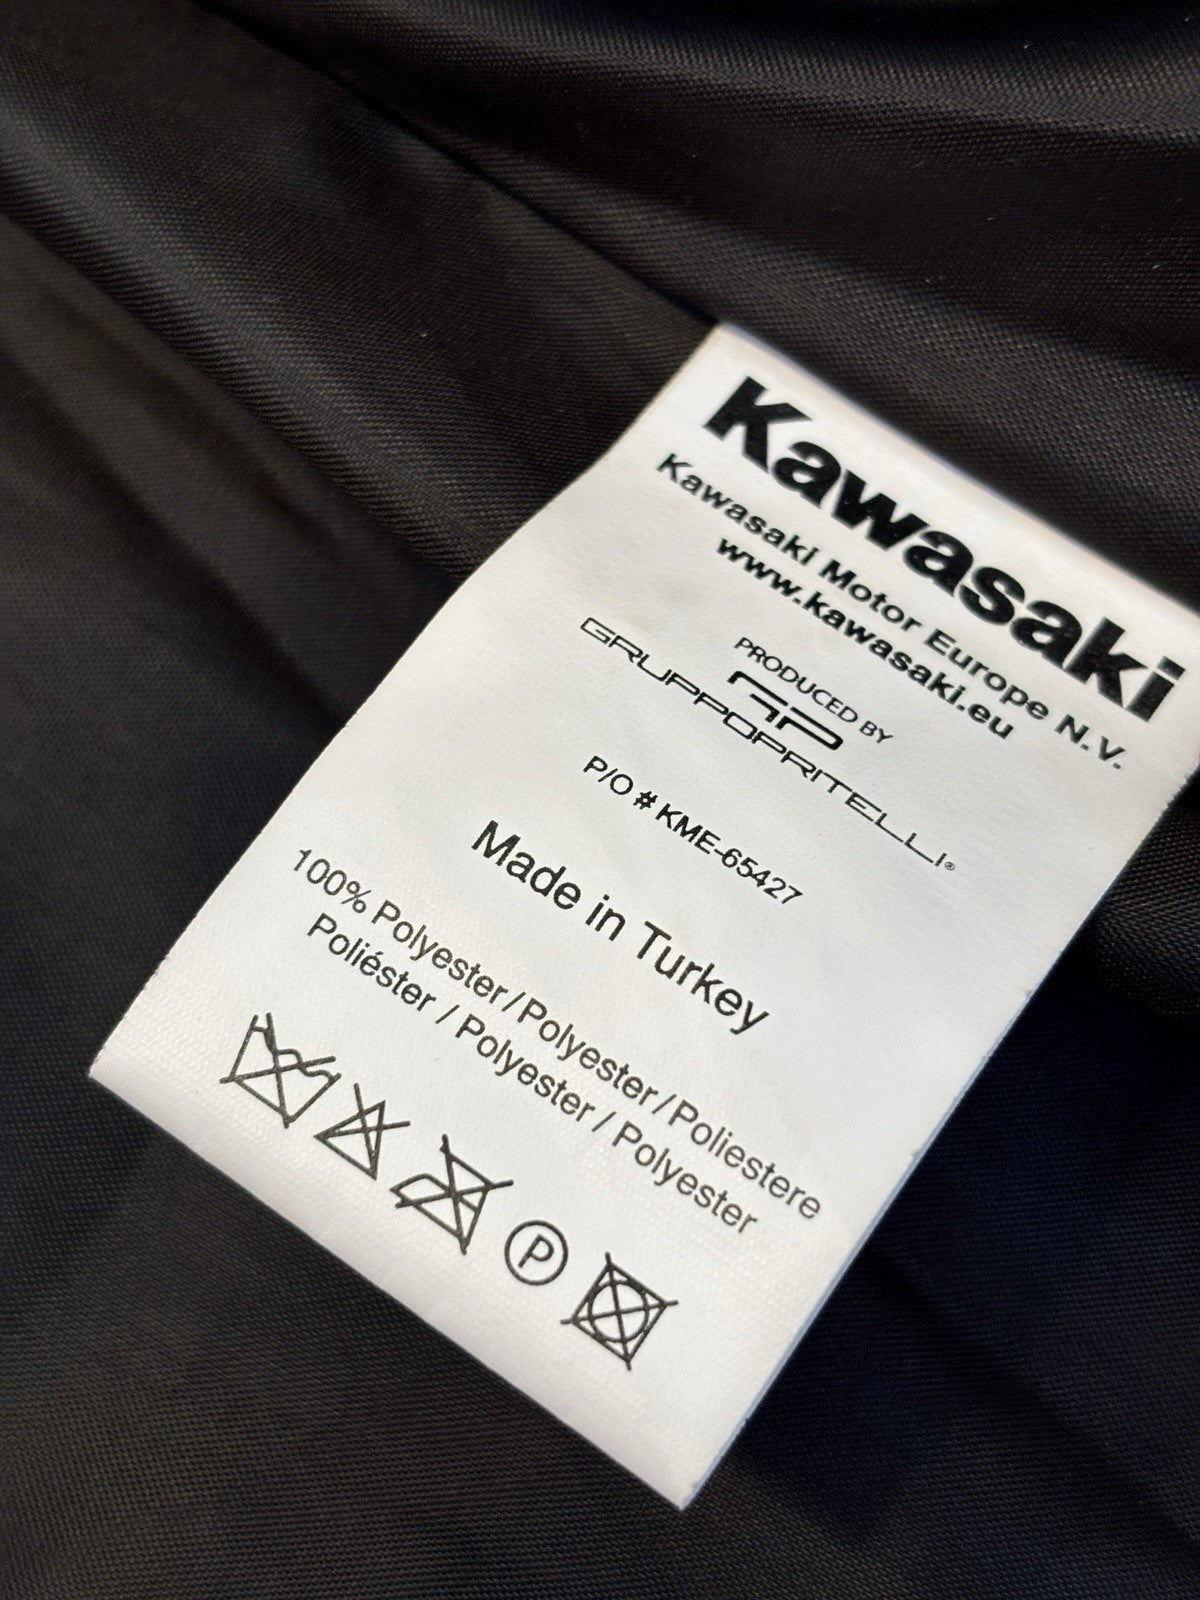 Kawasaki
Kawasaki Motor Europe N.V.
www.kawasaki.eu
PRODUCED BY
GP
GRUPPOPRITELLI®
P/O # KME-65427
Made in Turkey
100% Polyester / Polyester / Poliestere
Poliéster / Polyester / Polyester
P